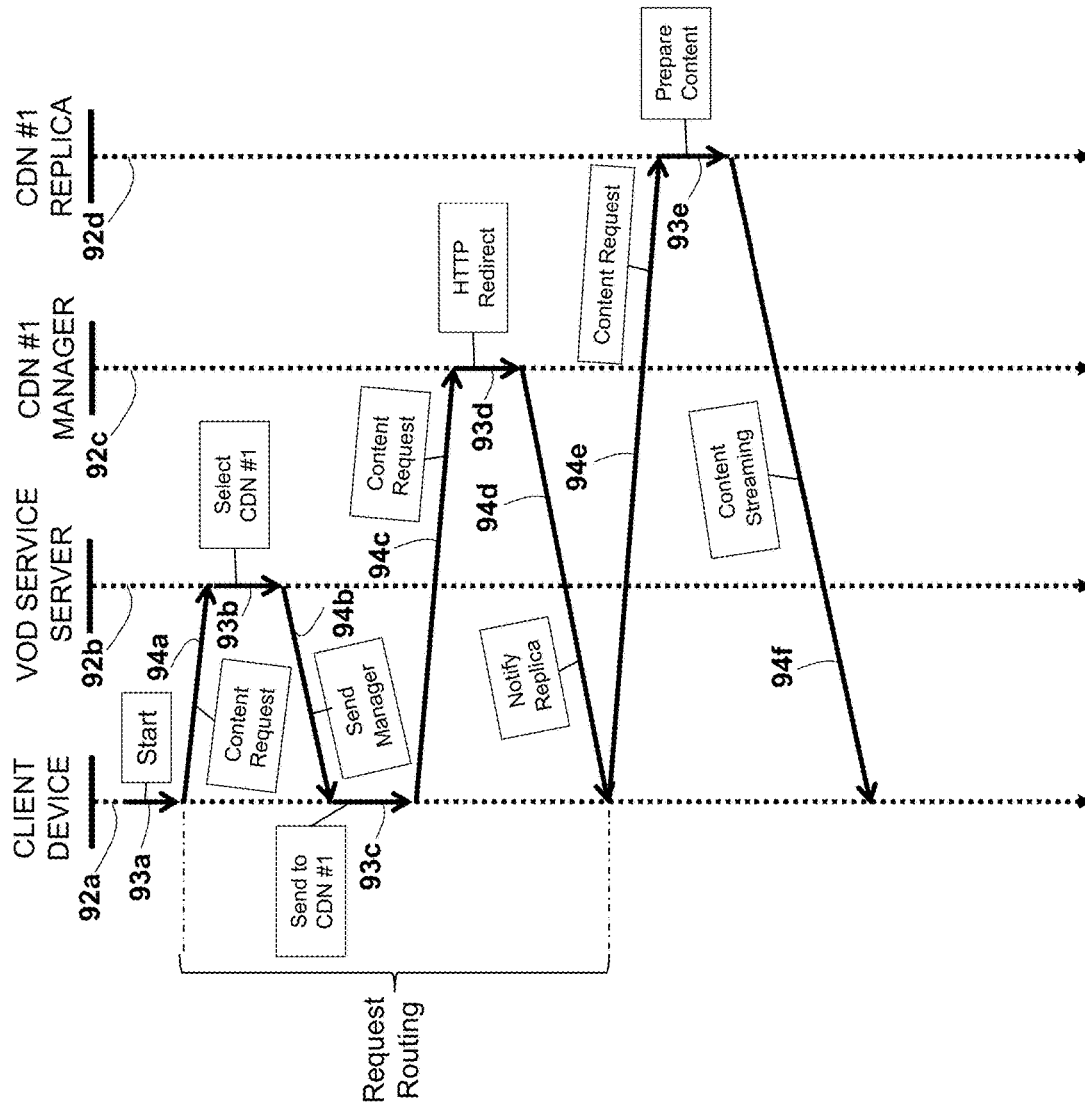 CLIENT
DEVICE
VOD SERVICE
SERVER
CDN #1
MANAGER
CDN #1
REPLICA
92a
92b
92c
92d
Start
93a
94a
Content
Request
Select
CDN #1
93b
94b
Send
Manager
Send to
CDN #1
93c
94c
Content
Request
HTTP
Redirect
93d
94d
Notify
Replica
Request
Routing
94e
Content Request
Prepare
Content
93e
Content
Streaming
94f